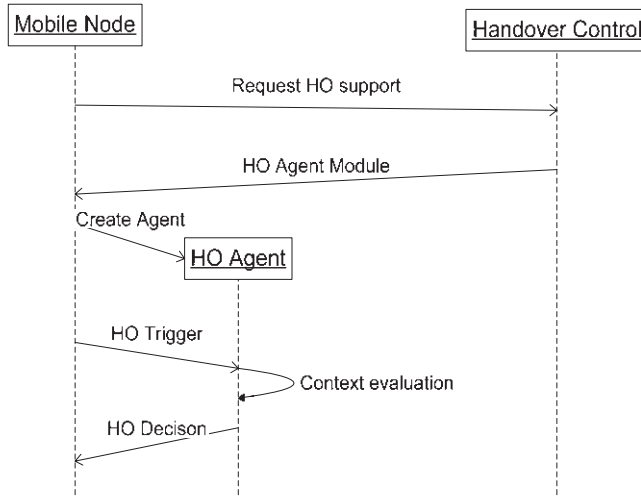 Mobile Node
Handover Control
Request HO support
HO Agent Module
Create Agent
HO Agent
HO Trigger
Context evaluation
HO Decison